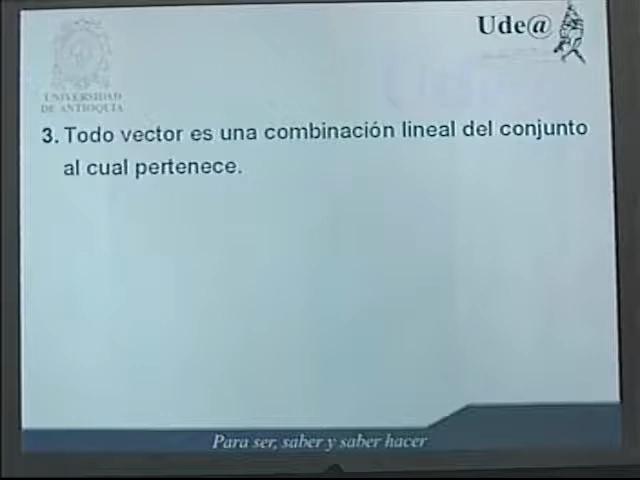 Ude@
UNIVERSIDAD
DE ANTIOQUIA
3. Todo vector es una combinación lineal del conjunto
al cual pertenece.
Para ser, saber y saber hacer